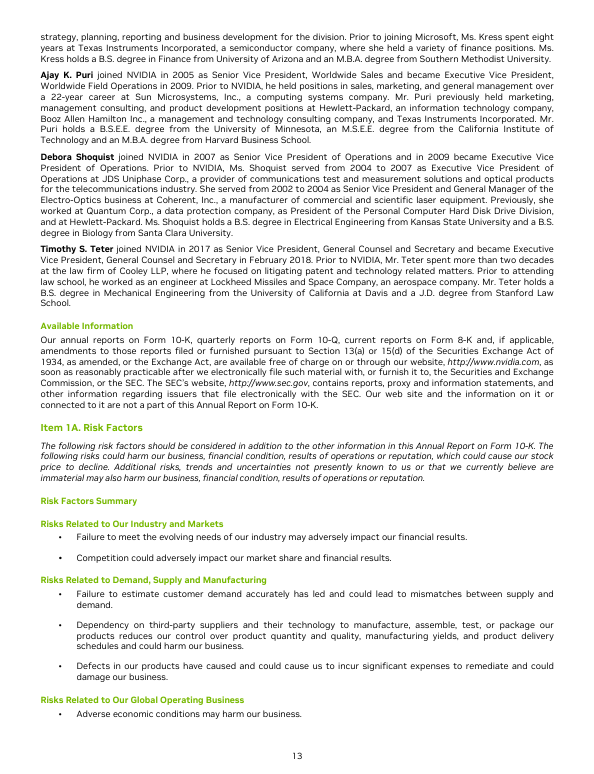 strategy, planning, reporting and business development for the division. Prior to joining Microsoft, Ms. Kress spent eight
years at Texas Instruments Incorporated, a semiconductor company, where she held a variety of finance positions. Ms.
Kress holds a B.S. degree in Finance from University of Arizona and an M.B.A. degree from Southern Methodist University.
Ajay K. Puri joined NVIDIA in 2005 as Senior Vice President, Worldwide Sales and became Executive Vice President,
Worldwide Field Operations in 2009. Prior to NVIDIA, he held positions in sales, marketing, and general management over
a 22-year career at Sun Microsystems, Inc., a computing systems company. Mr. Puri previously held marketing,
management consulting, and product development positions at Hewlett-Packard, an information technology company,
Booz Allen Hamilton Inc., a management and technology consulting company, and Texas Instruments Incorporated. Mr.
Puri holds a B.S.E.E. degree from the University of Minnesota, an M.S.E.E. degree from the California Institute of
Technology and an M.B.A. degree from Harvard Business School.
Debora Shoquist joined NVIDIA in 2007 as Senior Vice President of Operations and in 2009 became Executive Vice
President of Operations. Prior to NVIDIA, Ms. Shoquist served from 2004 to 2007 as Executive Vice President of
Operations at JDS Uniphase Corp., a provider of communications test and measurement solutions and optical products
for the telecommunications industry. She served from 2002 to 2004 as Senior Vice President and General Manager of the
Electro-Optics business at Coherent, Inc., a manufacturer of commercial and scientific laser equipment. Previously, she
worked at Quantum Corp., a data protection company, as President of the Personal Computer Hard Disk Drive Division,
and at Hewlett-Packard. Ms. Shoquist holds a B.S. degree in Electrical Engineering from Kansas State University and a B.S.
degree in Biology from Santa Clara University.
Timothy S. Teter joined NVIDIA in 2017 as Senior Vice President, General Counsel and Secretary and became Executive
Vice President, General Counsel and Secretary in February 2018. Prior to NVIDIA, Mr. Teter spent more than two decades
at the law firm of Cooley LLP, where he focused on litigating patent and technology related matters. Prior to attending
law school, he worked as an engineer at Lockheed Missiles and Space Company, an aerospace company. Mr. Teter holds a
B.S. degree in Mechanical Engineering from the University of California at Davis and a J.D. degree from Stanford Law
School.
Available Information
Our annual reports on Form 10-K, quarterly reports on Form 10-Q, current reports on Form 8-K and, if applicable,
amendments to those reports filed or furnished pursuant to Section 13(a) or 15(d) of the Securities Exchange Act of
1934, as amended, or the Exchange Act, are available free of charge on or through our website, http://www.nvidia.com, as
soon as reasonably practicable after we electronically file such material with, or furnish it to, the Securities and Exchange
Commission, or the SEC. The SEC's website, http://www.sec.gov, contains reports, proxy and information statements, and
other information regarding issuers that file electronically with the SEC. Our web site and the information on it or
connected to it are not a part of this Annual Report on Form 10-K.
Item 1A. Risk Factors
The following risk factors should be considered in addition to the other information in this Annual Report on Form 10-K. The
following risks could harm our business, financial condition, results of operations or reputation, which could cause our stock
price to decline. Additional risks, trends and uncertainties not presently known to us or that we currently believe are
immaterial may also harm our business, financial condition, results of operations or reputation.
Risk Factors Summary
Risks Related to Our Industry and Markets
• Failure to meet the evolving needs of our industry may adversely impact our financial results.
• Competition could adversely impact our market share and financial results.
Risks Related to Demand, Supply and Manufacturing
• Failure to estimate customer demand accurately has led and could lead to mismatches between supply and
demand.
• Dependency on third-party suppliers and their technology to manufacture, assemble, test, or package our
products reduces our control over product quantity and quality, manufacturing yields, and product delivery
schedules and could harm our business.
• Defects in our products have caused and could cause us to incur significant expenses to remediate and could
damage our business.
Risks Related to Our Global Operating Business
• Adverse economic conditions may harm our business.
13